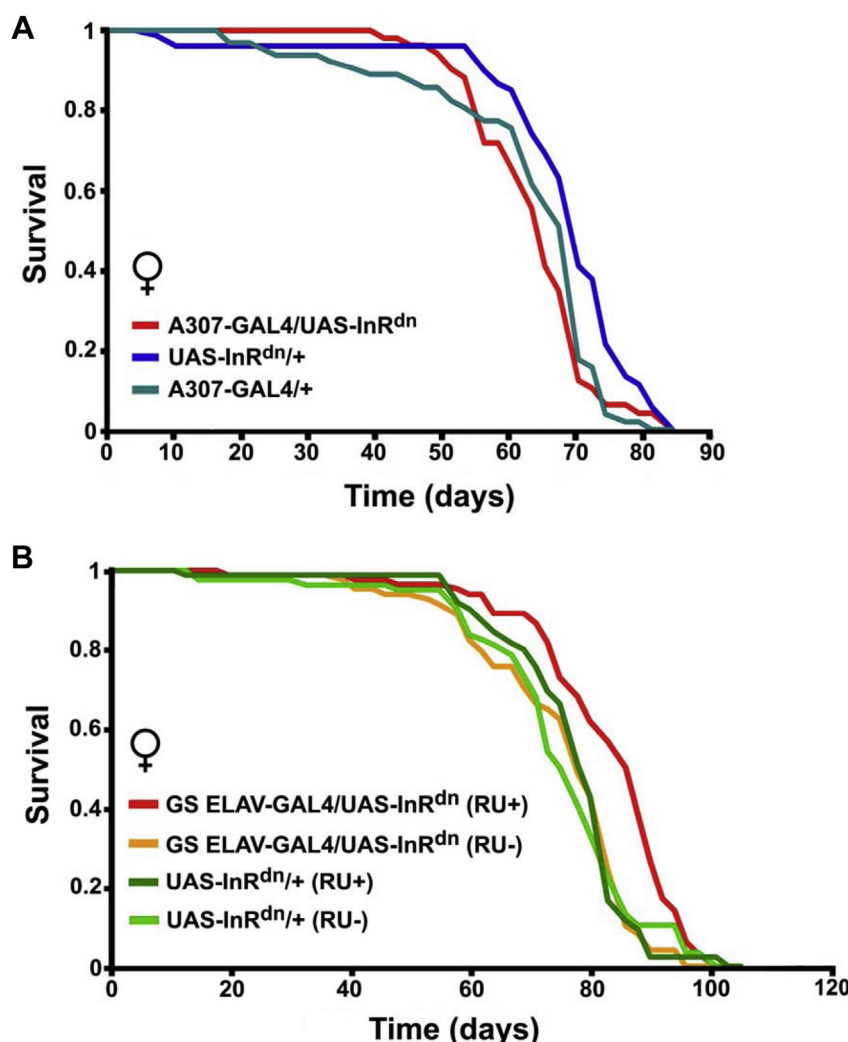 A
1
0.8
0.6
0.4
0.2
0
Survival
♀
A307-GAL4/UAS-InRdn
UAS-InRdn/+
A307-GAL4/+
0 10 20 30 40 50 60 70 80 90
Time (days)
B
1
0.8
0.6
0.4
0.2
0
Survival
♀
GS ELAV-GAL4/UAS-InRdn (RU+)
GS ELAV-GAL4/UAS-InRdn (RU-)
UAS-InRdn/+ (RU+)
UAS-InRdn/+ (RU-)
0 20 40 60 80 100 120
Time (days)